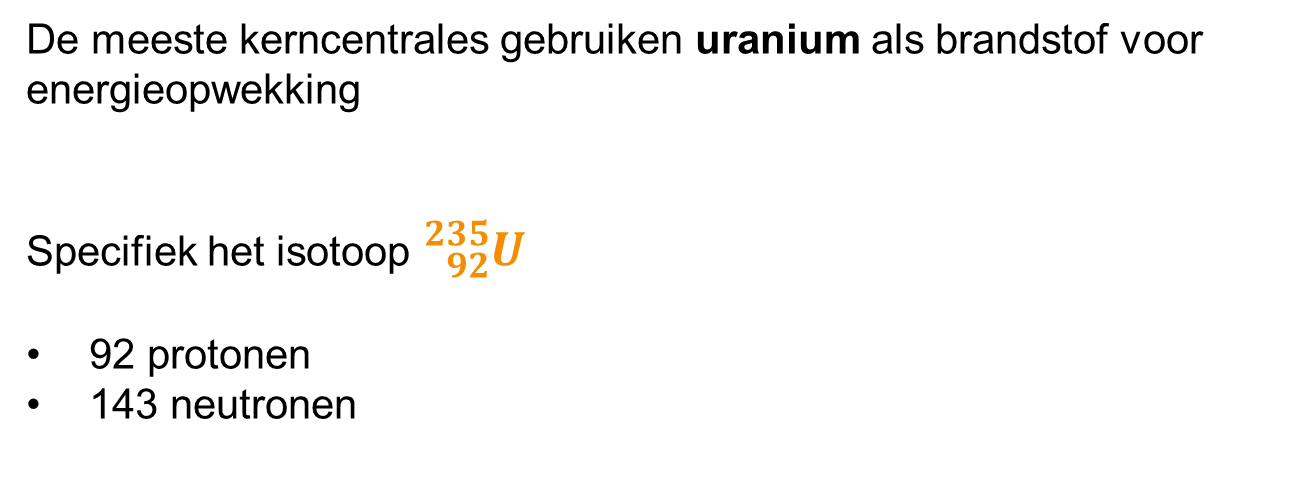 De meeste kerncentrales gebruiken uranium als brandstof voor
energieopwekking
Specifiek het isotoop ²³⁵₉₂U
• 92 protonen
• 143 neutronen